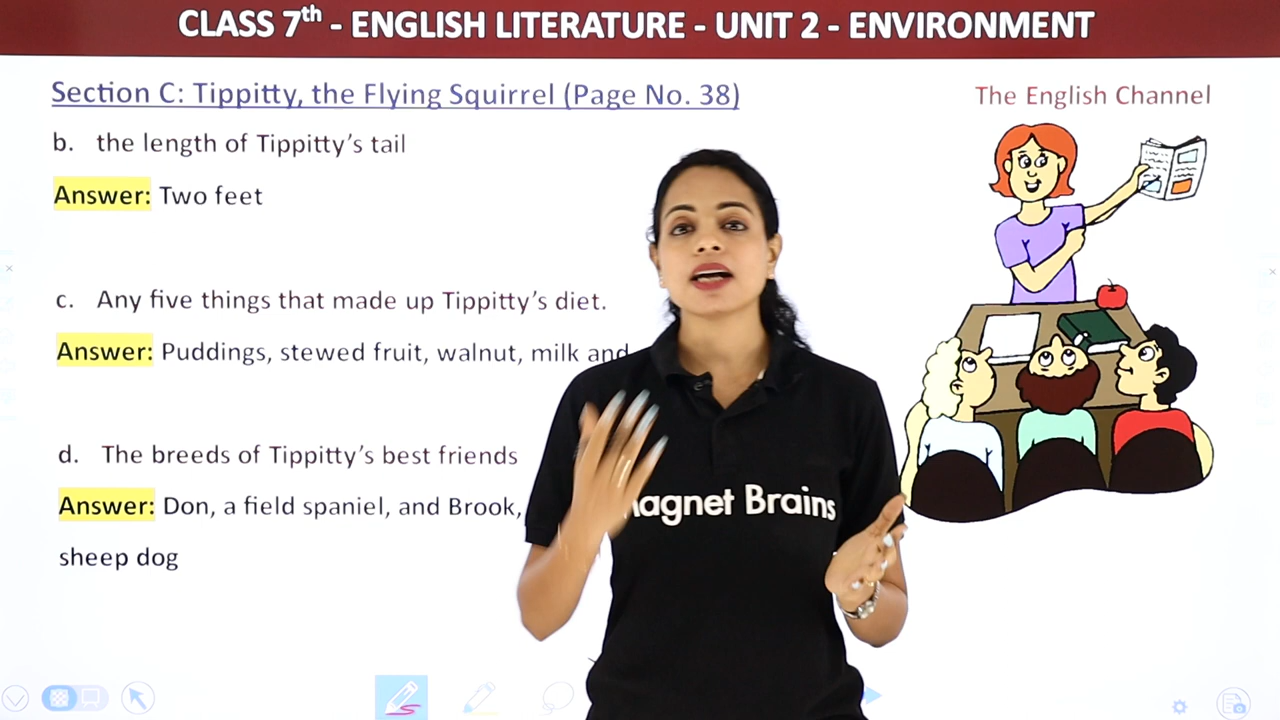 CLASS 7th - ENGLISH LITERATURE - UNIT 2 - ENVIRONMENT
Section C: Tippitty, the Flying Squirrel (Page No. 38)
The English Channel
b. the length of Tippitty's tail
Answer: Two feet
c. Any five things that made up Tippitty's diet.
Answer: Puddings, stewed fruit, walnut, milk and
d. The breeds of Tippitty's best friends
Answer: Don, a field spaniel, and Brook,
sheep dog
agnet Brains